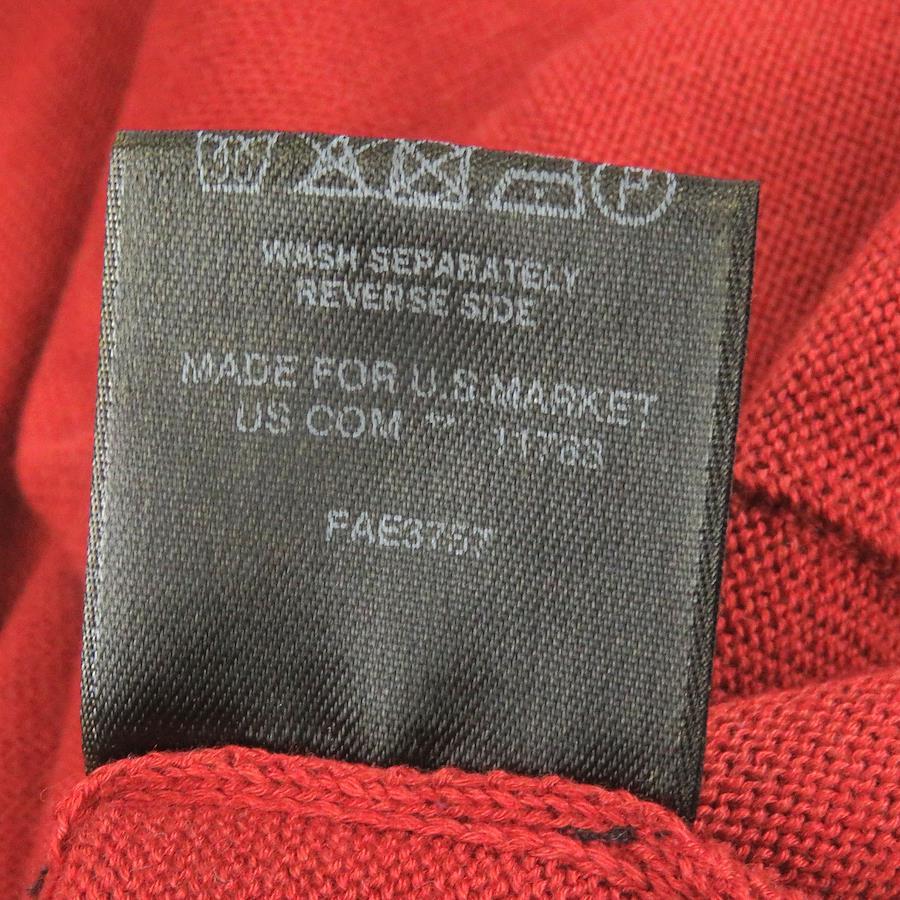 WASH SEPARATELY
REVERSE SIDE
MADE FOR U.S.MARKET
US COM ** 11783
FAE3757